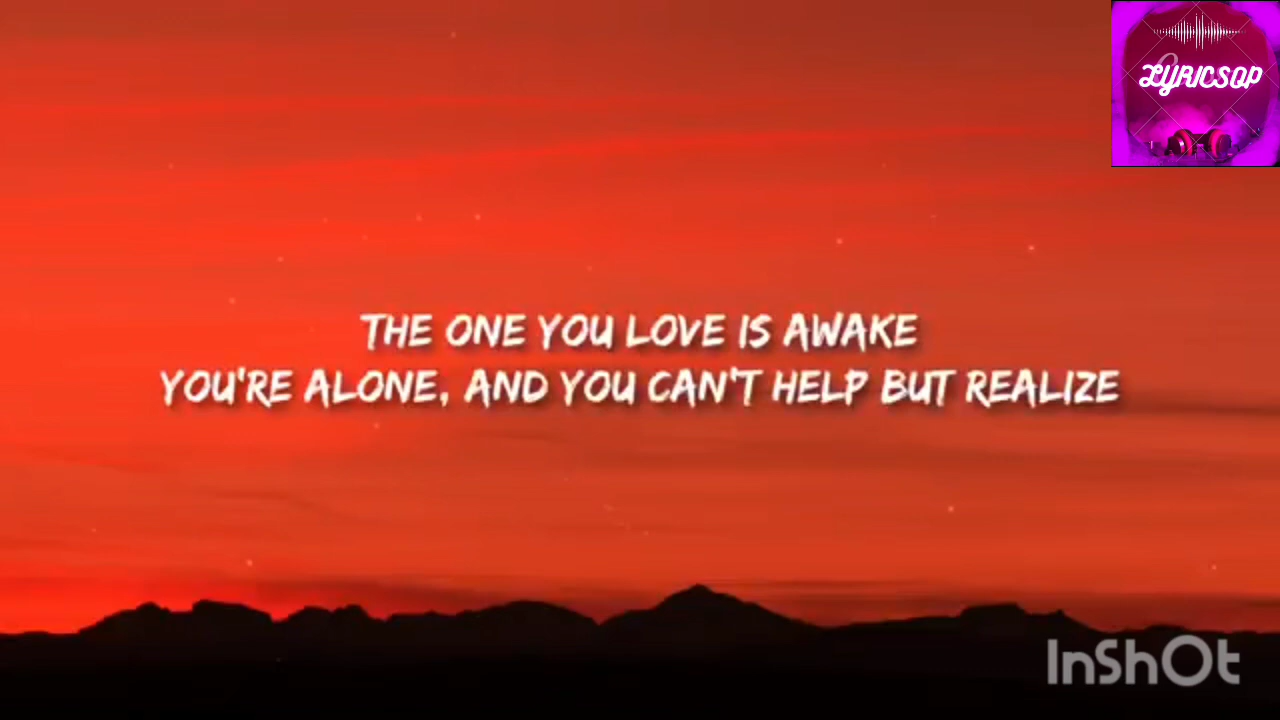 LYRICSOP
THE ONE YOU LOVE IS AWAKE
YOU'RE ALONE, AND YOU CAN'T HELP BUT REALIZE
InShOt